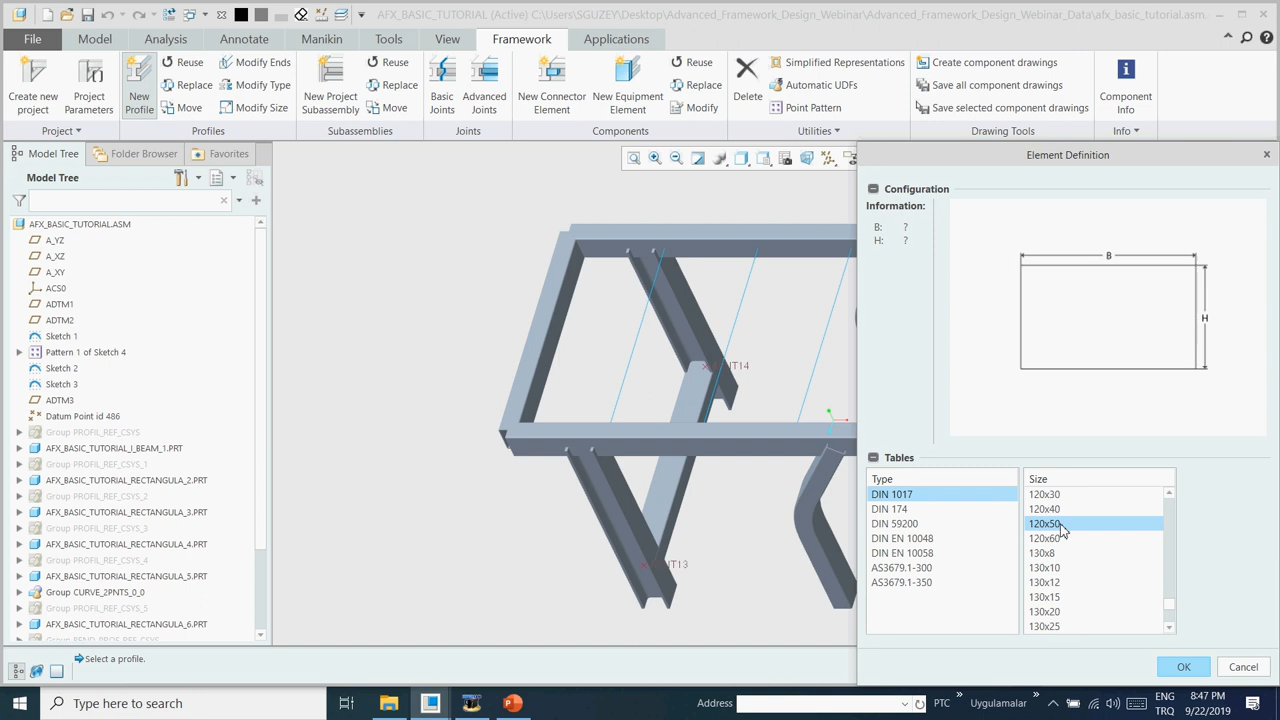 AFX_BASIC_TUTORIAL (Active) C:\Users\SGUZEY\Desktop\Advanced_Framework_Design_Webinar\Advanced_Framework_Design_Webinar_Data\afx_basic_tutorial.asm.
File Model Analysis Annotate Manikin Tools View Framework Applications
Create new project
Project Parameters
Project
New Profile
Reuse
Replace
Move
Modify Ends
Modify Type
Modify Size
Profiles
New Project Subassembly
Reuse
Replace
Move
Subassemblies
Basic Joints
Advanced Joints
Joints
New Connector Element
New Equipment Element
Reuse
Replace
Modify
Components
Delete
Simplified Representations
Automatic UDFs
Point Pattern
Utilities
Create component drawings
Save all component drawings
Save selected component drawings
Drawing Tools
Component Info
Info
Model Tree Folder Browser Favorites
Model Tree
AFX_BASIC_TUTORIAL.ASM
A_YZ
A_XZ
A_XY
ACS0
ADTM1
ADTM2
Sketch 1
Pattern 1 of Sketch 4
Sketch 2
Sketch 3
ADTM3
Datum Point id 486
Group PROFIL_REF_CSYS
AFX_BASIC_TUTORIAL_I_BEAM_1.PRT
Group PROFIL_REF_CSYS_1
AFX_BASIC_TUTORIAL_RECTANGULA_2.PRT
Group PROFIL_REF_CSYS_2
AFX_BASIC_TUTORIAL_RECTANGULA_3.PRT
Group PROFIL_REF_CSYS_3
AFX_BASIC_TUTORIAL_RECTANGULA_4.PRT
Group PROFIL_REF_CSYS_4
AFX_BASIC_TUTORIAL_RECTANGULA_5.PRT
Group CURVE_2PNTS_0_0
Group PROFIL_REF_CSYS_5
AFX_BASIC_TUTORIAL_RECTANGULA_6.PRT
NT14
NT13
Element Definition
Configuration
Information:
B: ?
H: ?
B
H
Tables
Type
DIN 1017
DIN 174
DIN 59200
DIN EN 10048
DIN EN 10058
AS3679.1-300
AS3679.1-350
Size
120x30
120x40
120x50
120x60
130x8
130x10
130x12
130x15
130x20
130x25
OK Cancel
Select a profile.
Type here to search
Address
PTC
Uygulamalar
ENG
TRQ
8:47 PM
9/22/2019